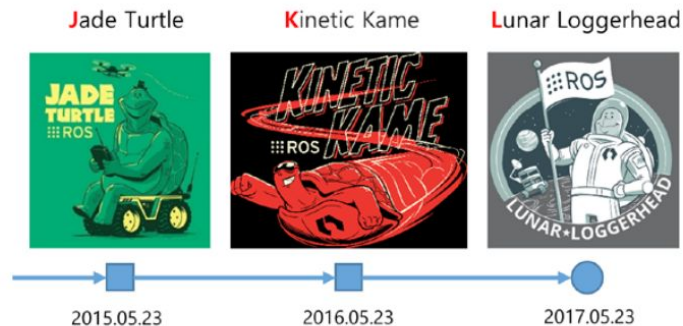 Jade Turtle
Kinetic Kame
Lunar Loggerhead
JADE
TURTLE
ROS
KINETIC
KAME
ROS
ROS
LUNAR★LOGGERHEAD
2015.05.23
2016.05.23
2017.05.23